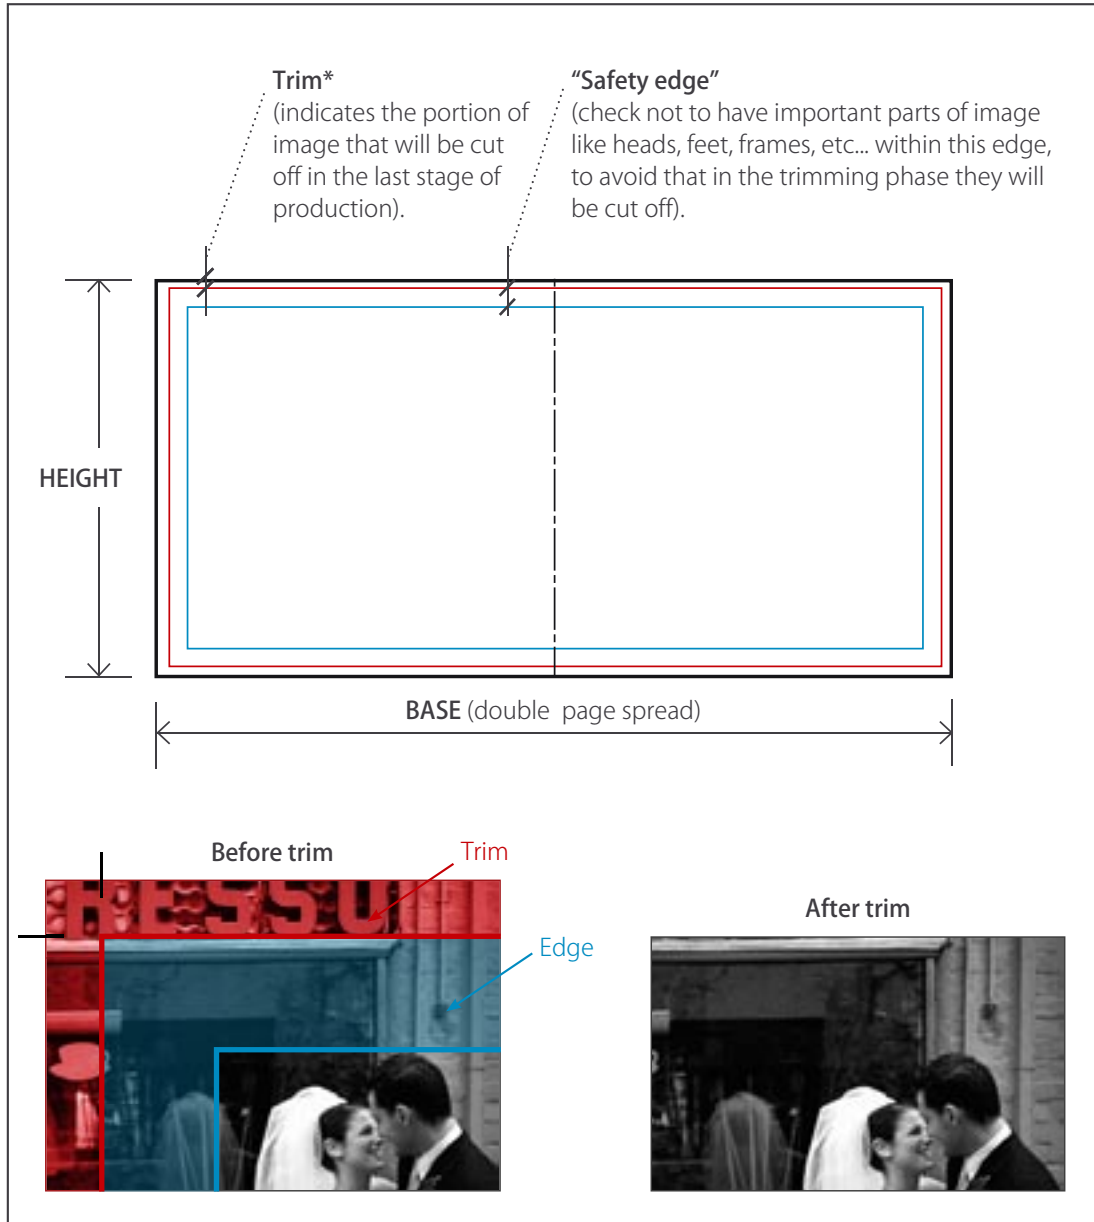 Trim*
(indicates the portion of
image that will be cut
off in the last stage of
production).
“Safety edge”
(check not to have important parts of image
like heads, feet, frames, etc... within this edge,
to avoid that in the trimming phase they will
be cut off).
HEIGHT
BASE (double  page spread)
Before trim
Trim
RESSO
Edge
After trim